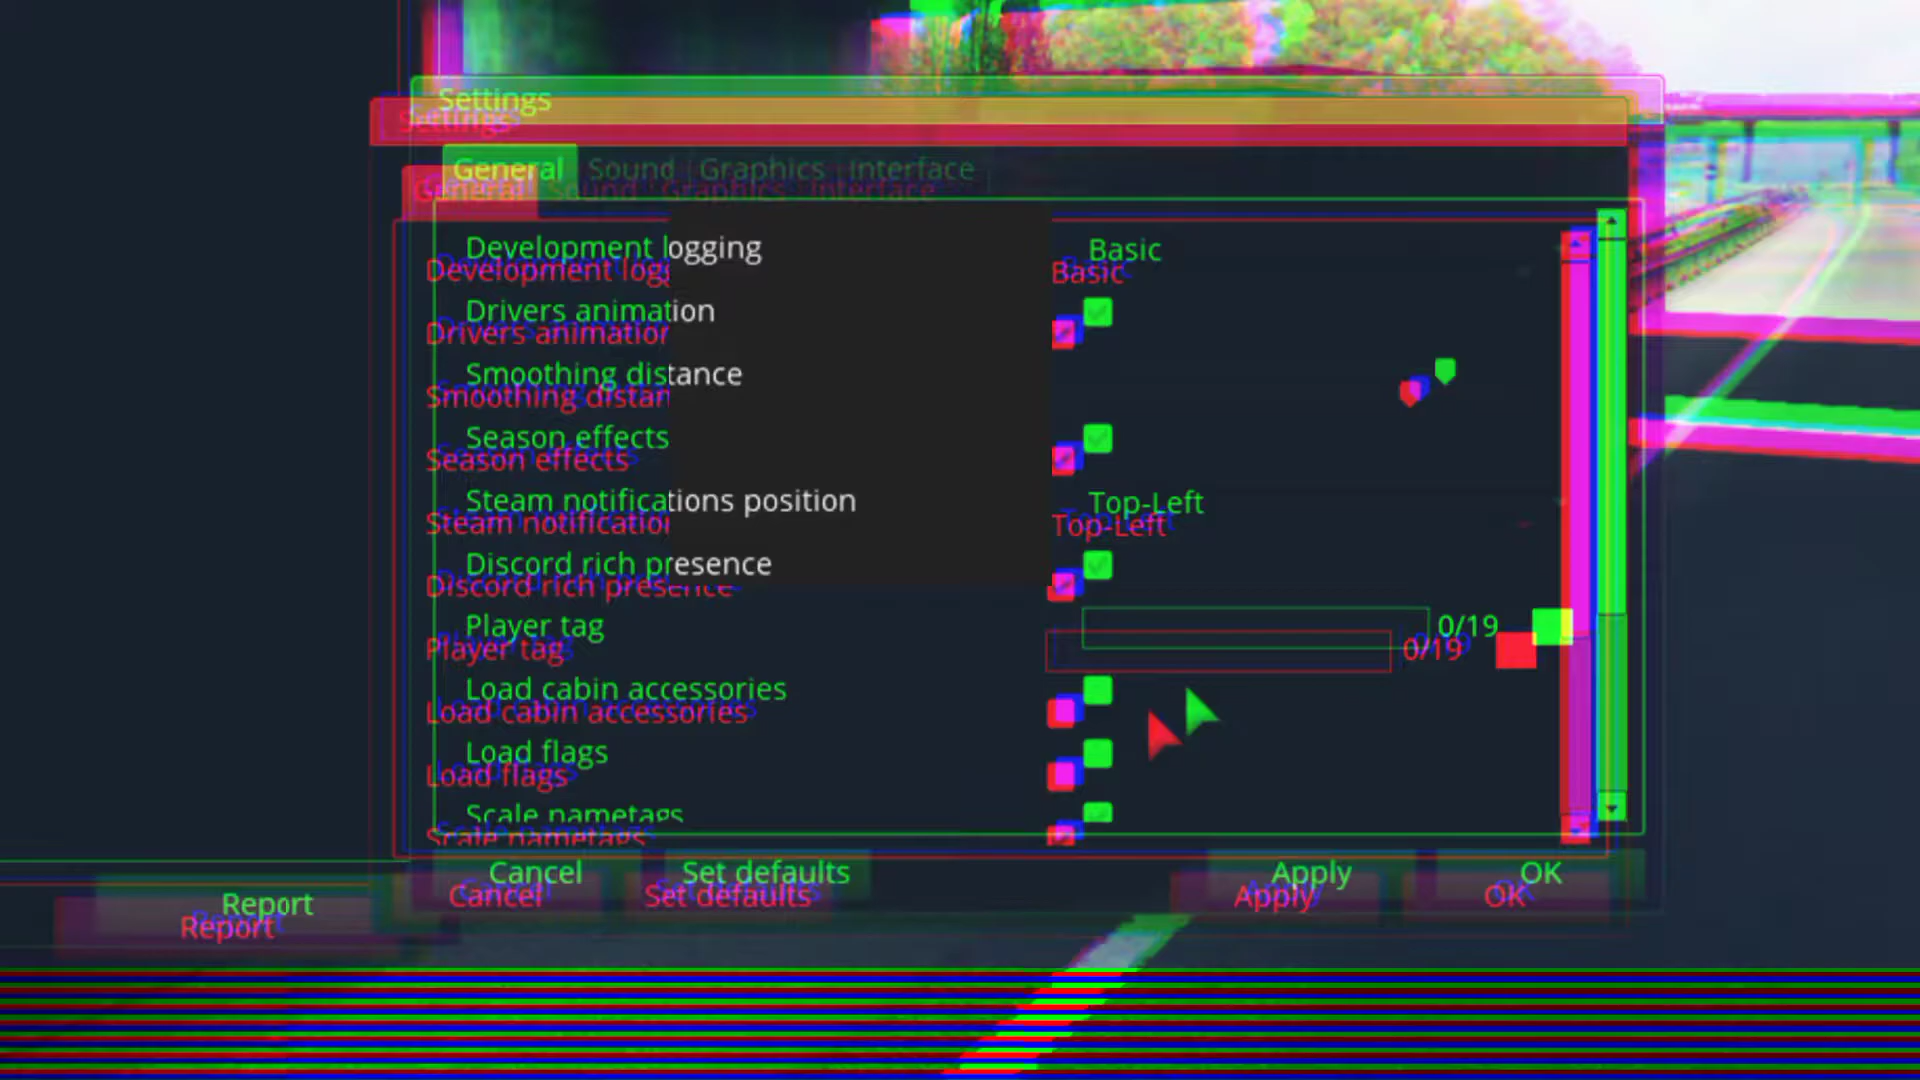 Settings
General Sound Graphics Interface
Development logging Basic
Drivers animation
Smoothing distance
Season effects
Steam notifications position Top-Left
Discord rich presence
Player tag 0/19
Load cabin accessories
Load flags
Scale nametags
Cancel Set defaults Apply OK
Report